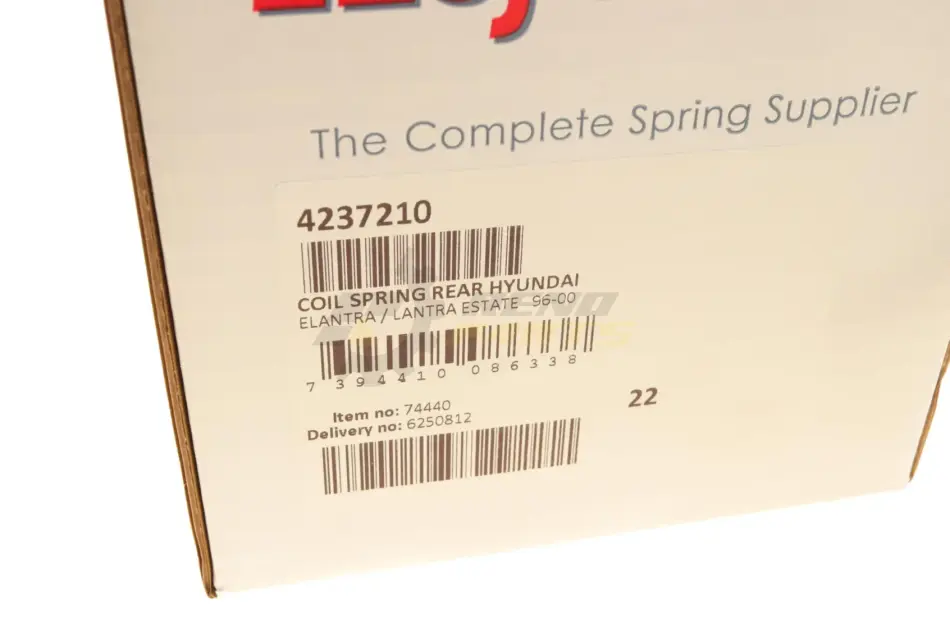 The Complete Spring Supplier
4237210
COIL SPRING REAR HYUNDAI
ELANTRA / LANTRA ESTATE 96-00
7 394410 086338
Item no: 74440
Delivery no: 6250812
22